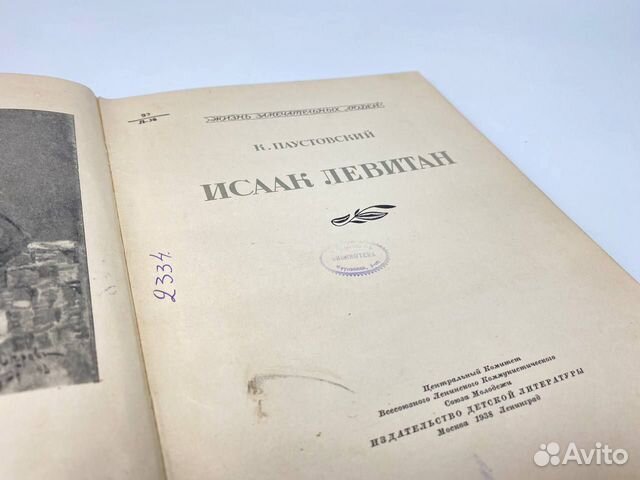 «ЖИЗНЬ ЗАМЕЧАТЕЛЬНЫХ ЛЮДЕЙ»
К. ПАУСТОВСКИЙ
ИСААК ЛЕВИТАН
2334.
Центральный Комитет
Всесоюзного Ленинского Коммунистического
Союза Молодежи
ИЗДАТЕЛЬСТВО ДЕТСКОЙ ЛИТЕРАТУРЫ
Москва 1938 Ленинград
Avito